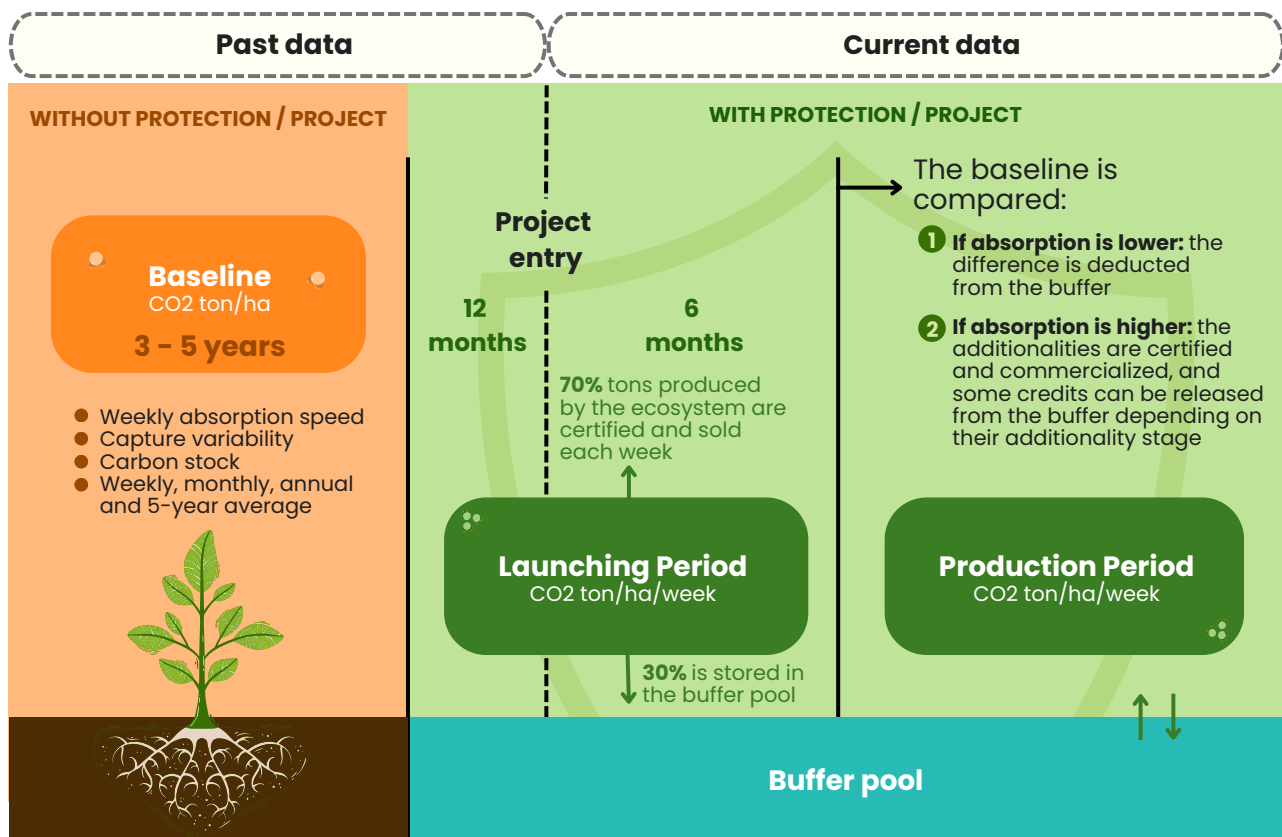 Past data
Current data
WITHOUT PROTECTION / PROJECT
WITH PROTECTION / PROJECT
Baseline
CO2 ton/ha
3 - 5 years
Weekly absorption speed
Capture variability
Carbon stock
Weekly, monthly, annual
and 5-year average
Project
entry
12
months
6
months
70% tons produced
by the ecosystem are
certified and sold
each week
Launching Period
CO2 ton/ha/week
30% is stored in
the buffer pool
The baseline is
compared:
1 If absorption is lower: the
difference is deducted
from the buffer
2 If absorption is higher: the
additionalities are certified
and commercialized, and
some credits can be released
from the buffer depending on
their additionality stage
Production Period
CO2 ton/ha/week
Buffer pool